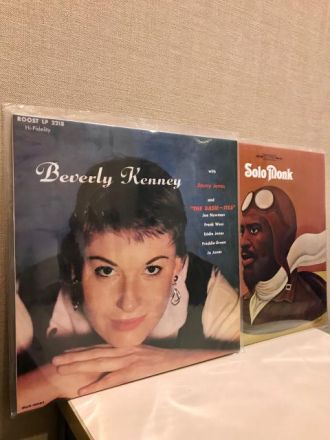 ROOST LP 2218
Hi-Fidelity
Beverly Kenney
with
Jimmy Jones
and
"THE BASIE-ITES"
Joe Newman
Frank Wess
Eddie Jones
Freddie Green
Jo Jones
Solo Monk